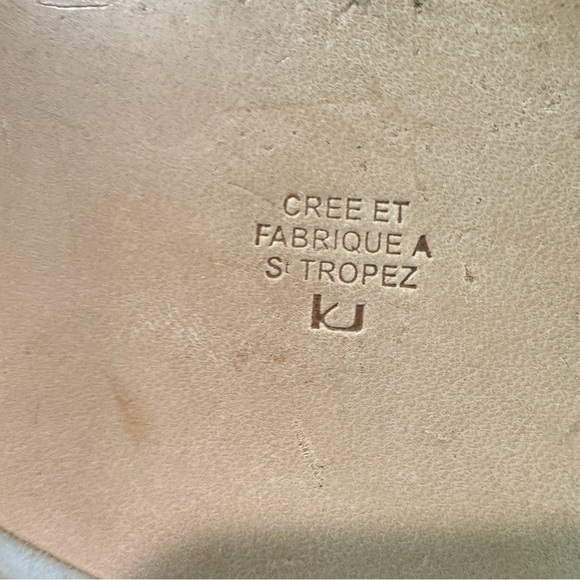 CREE ET
FABRIQUE A
St TROPEZ
KJ